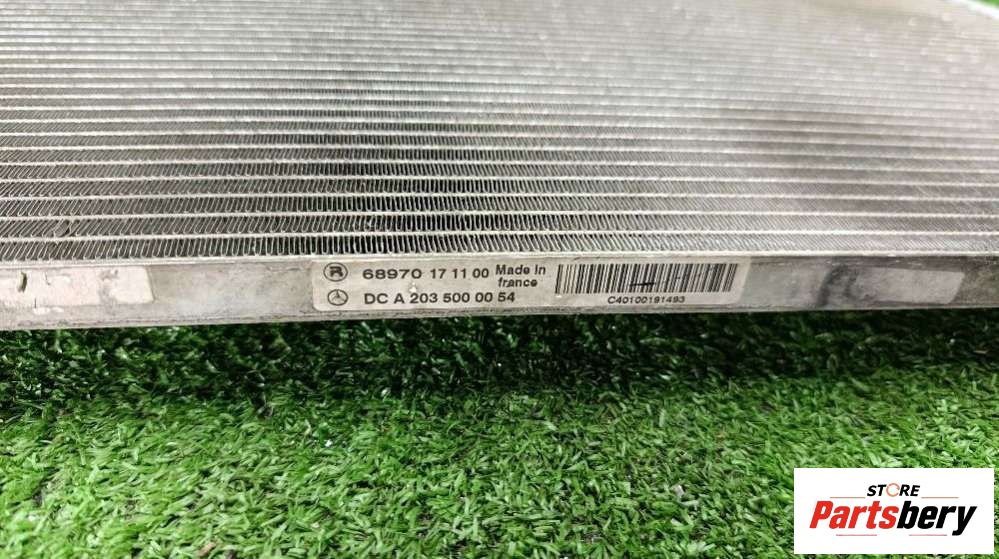 R 68970 17 11 00 Made in
france
DC A 203 500 00 54
C40100191493
STORE
Partsbery